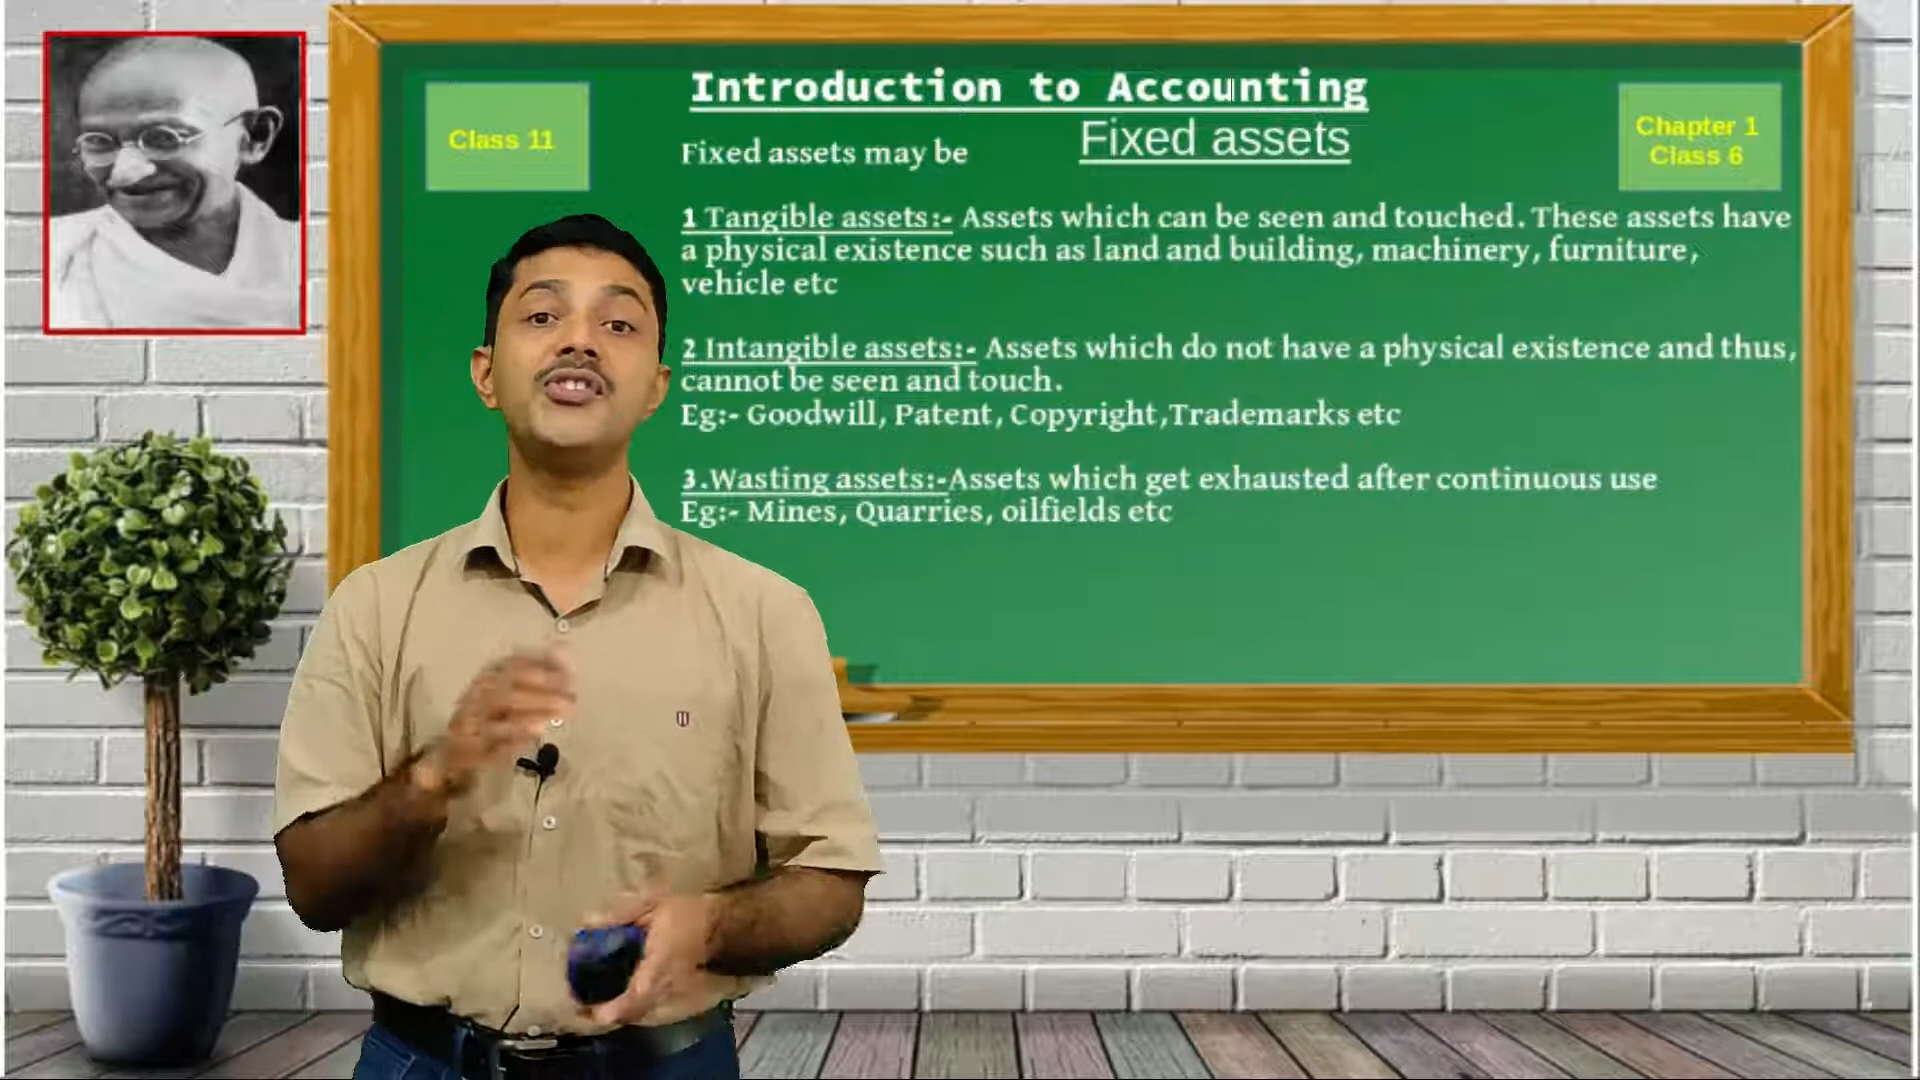 Introduction to Accounting
Class 11
Chapter 1
Class 6
Fixed assets
Fixed assets may be
1 Tangible assets:- Assets which can be seen and touched. These assets have
a physical existence such as land and building, machinery, furniture,
vehicle etc
2 Intangible assets:- Assets which do not have a physical existence and thus,
cannot be seen and touch.
Eg:- Goodwill, Patent, Copyright,Trademarks etc
3.Wasting assets:-Assets which get exhausted after continuous use
Eg:- Mines, Quarries, oilfields etc